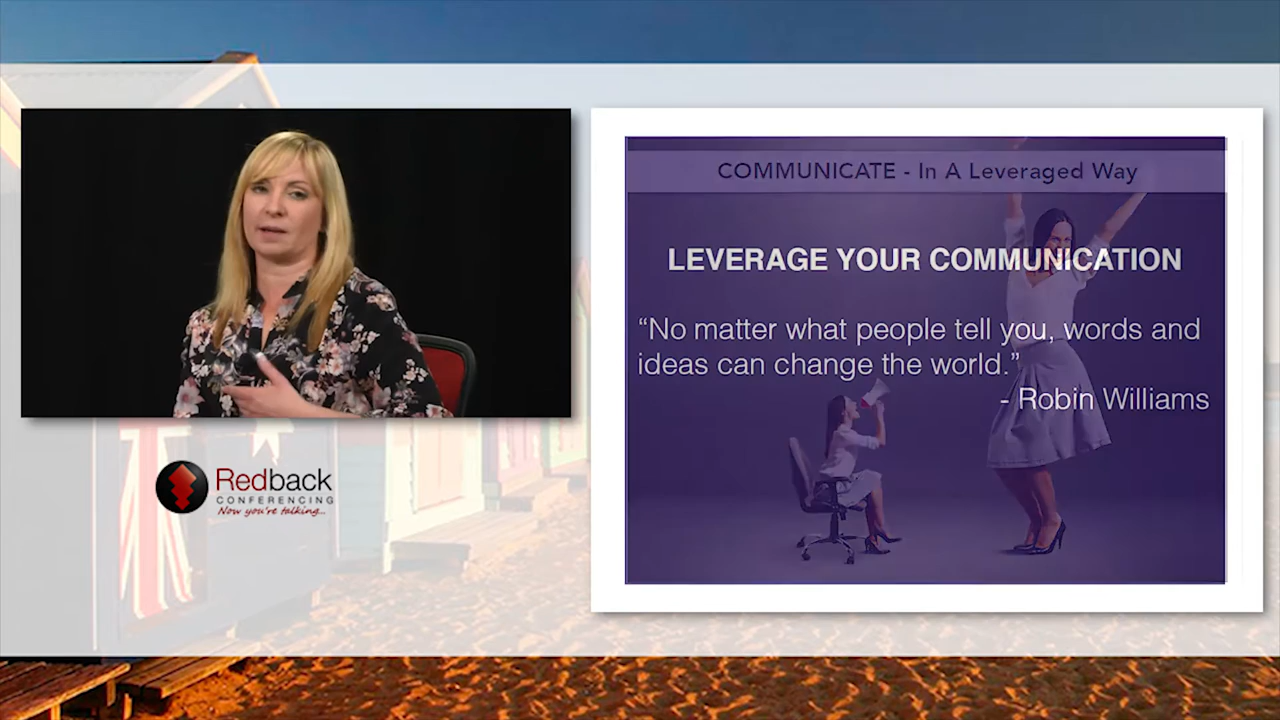 COMMUNICATE - In A Leveraged Way
LEVERAGE YOUR COMMUNICATION
“No matter what people tell you, words and
ideas can change the world.”
- Robin Williams
Redback
CONFERENCING
Now you're talking...